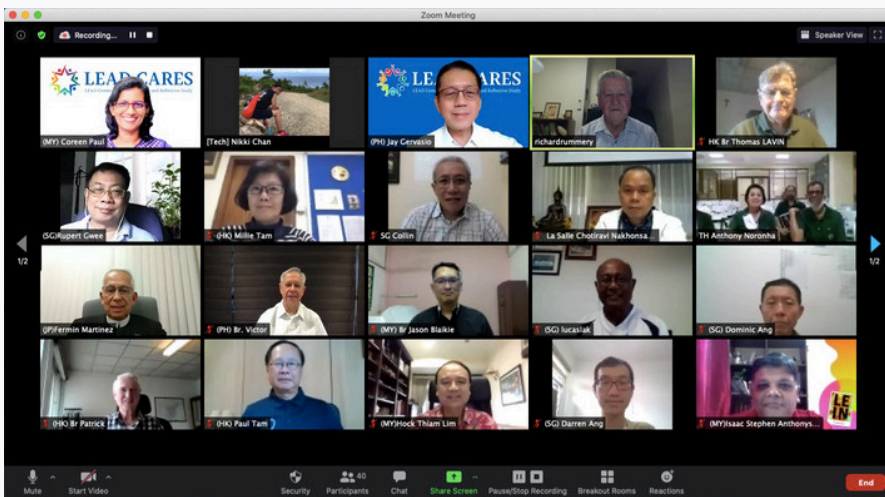 Zoom Meeting
Recording...
Speaker View
LEAD CARES
LEAD CARES
(MY) Coreen Paul
[Tech] Nikki Chan
(PH) Jay Gervasio
richardrummery
HK Br Thomas LAVIN
(SG)Rupert Gwee
(HK) Millie Tam
SG Collin
La Salle Chotiravi Nakhonsa...
TH Anthony Noronha
1/2
1/2
(JP)Fermin Martinez
(PH) Br. Victor
(MY) Br Jason Blaikie
(SG) lucaslak
(SG) Dominic Ang
LE
IN
(HK) Br Patrick
(HK) Paul Tam
(MY)Hock Thiam Lim
(SG) Darren Ang
(MY)Isaac Stephen Anthonys...
40
Mute
Start Video
Security
Participants
Chat
Share Screen
Pause/Stop Recording
Breakout Rooms
Reactions
End